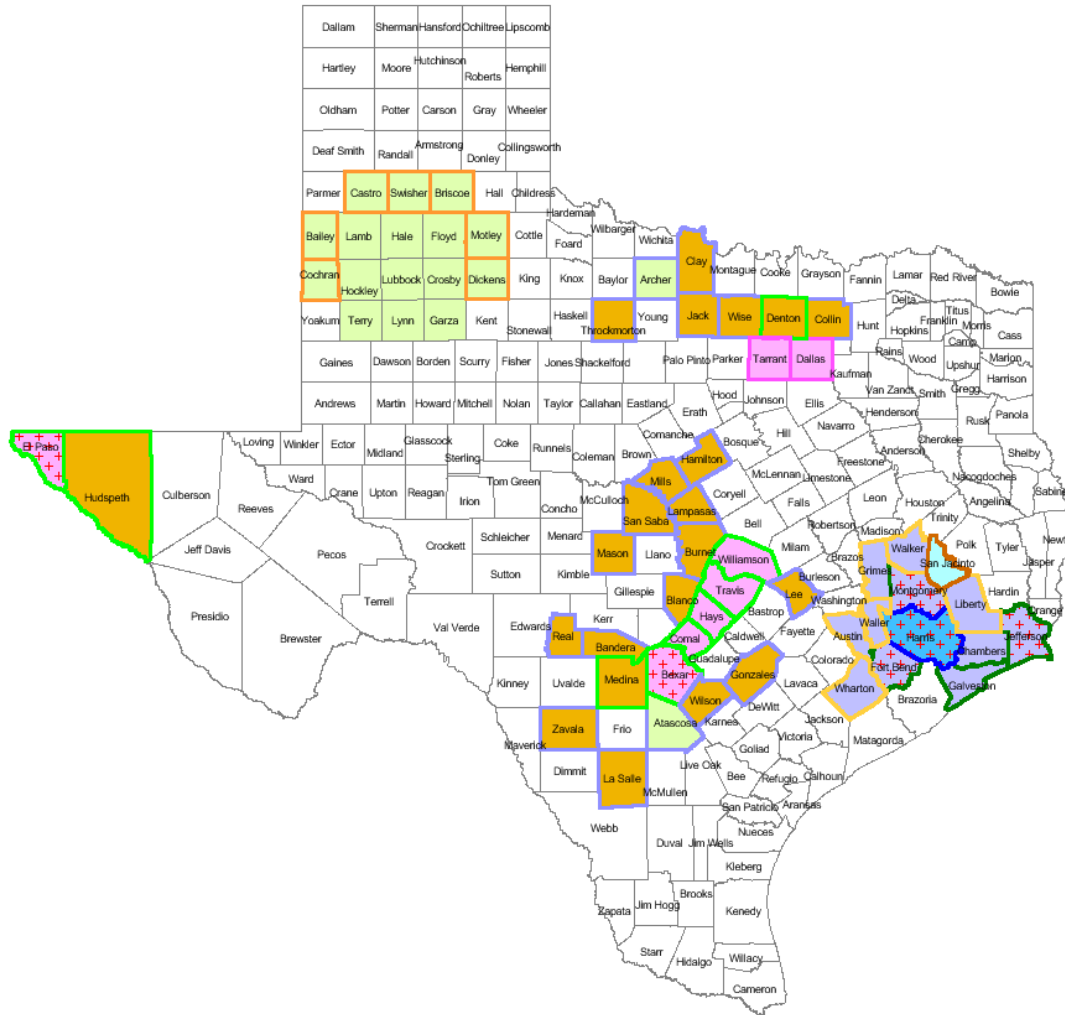 Dallam Sherman Hansford Ochiltree Lipscomb
Hartley Moore Hutchinson Roberts Hemphill
Oldham Potter Carson Gray Wheeler
Deaf Smith Randall Armstrong Donley Collingsworth
Parmer Castro Swisher Briscoe Hall Childress
Hardeman
Bailey Lamb Hale Floyd Motley Cottle Foard Wilbarger Wichita Clay
Cochran Hockley Lubbock Crosby Dickens King Knox Baylor Archer Montague Cooke Grayson Fannin Lamar Red River Bowie
Yoakum Terry Lynn Garza Kent Stonewall Haskell Throckmorton Young Jack Wise Denton Collin Hunt Delta Hopkins Franklin Titus Morris Camp Cass
Gaines Dawson Borden Scurry Fisher Jones Shackelford Palo Pinto Parker Tarrant Dallas Kaufman Rains Wood Upshur Marion
Harrison
Andrews Martin Howard Mitchell Nolan Taylor Callahan Eastland Erath Hood Johnson Ellis Van Zandt Smith Gregg
Henderson Rusk Panola
El Paso Hudspeth Culberson Loving Winkler Ector Midland Glasscock Sterling Coke Runnels Coleman Brown Comanche Hamilton Bosque Hill Navarro Anderson Cherokee Shelby
Nacogdoches
Ward Crane Upton Reagan Irion Tom Green Concho McCulloch Mills Lampasas Coryell McLennan Limestone Freestone Falls Leon Houston Angelina Sabine
Reeves Jeff Davis Pecos Crockett Schleicher Menard San Saba Bell Robertson Madison Trinity
Mason Llano Burnet Williamson Milam Brazos Grimes Walker San Jacinto Polk Tyler Jasper Newt
Presidio Brewster Terrell Sutton Kimble Gillespie Blanco Travis Lee Burleson Washington Montgomery Liberty Hardin
Orange
Val Verde Edwards Real Kerr Bandera Hays Comal Bastrop Caldwell Fayette Austin Waller Harris Chambers Jefferson
Kinney Uvalde Medina Bexar Guadalupe Gonzales Lavaca Colorado Fort Bend Galveston
Wilson Wharton Brazoria
Maverick Zavala Frio Atascosa Karnes DeWitt Jackson Matagorda
Dimmit La Salle McMullen Live Oak Bee Goliad Victoria Refugio Calhoun
Aransas
San Patricio
Webb Duval Jim Wells Nueces
Kleberg
Zapata Jim Hogg Brooks Kenedy
Starr Hidalgo Willacy
Cameron